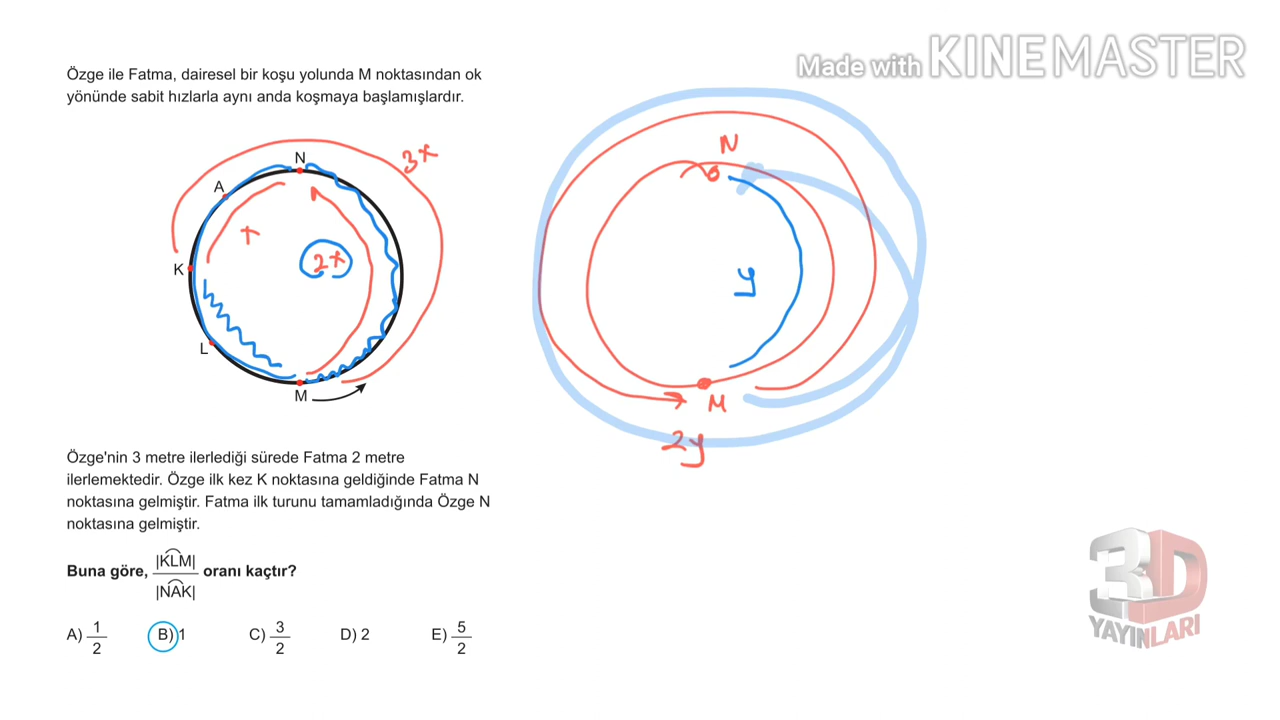 Made with KINEMASTER
Özge ile Fatma, dairesel bir koşu yolunda M noktasından ok
yönünde sabit hızlarla aynı anda koşmaya başlamışlardır.
N
A
K
L
M
x
2x
3x
N
y
M
2y
Özge'nin 3 metre ilerlediği sürede Fatma 2 metre
ilerlemektedir. Özge ilk kez K noktasına geldiğinde Fatma N
noktasına gelmiştir. Fatma ilk turunu tamamladığında Özge N
noktasına gelmiştir.
Buna göre, |KLM| / |NAK| oranı kaçtır?
A) 1/2 B) 1 C) 3/2 D) 2 E) 5/2
3D
YAYINLARI